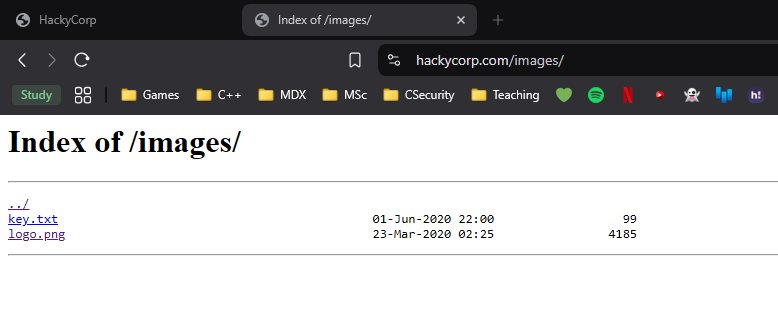 HackyCorp
Index of /images/
hackycorp.com/images/
Study Games C++ MDX MSc CSecurity Teaching h!
Index of /images/
../
key.txt 01-Jun-2020 22:00 99
logo.png 23-Mar-2020 02:25 4185